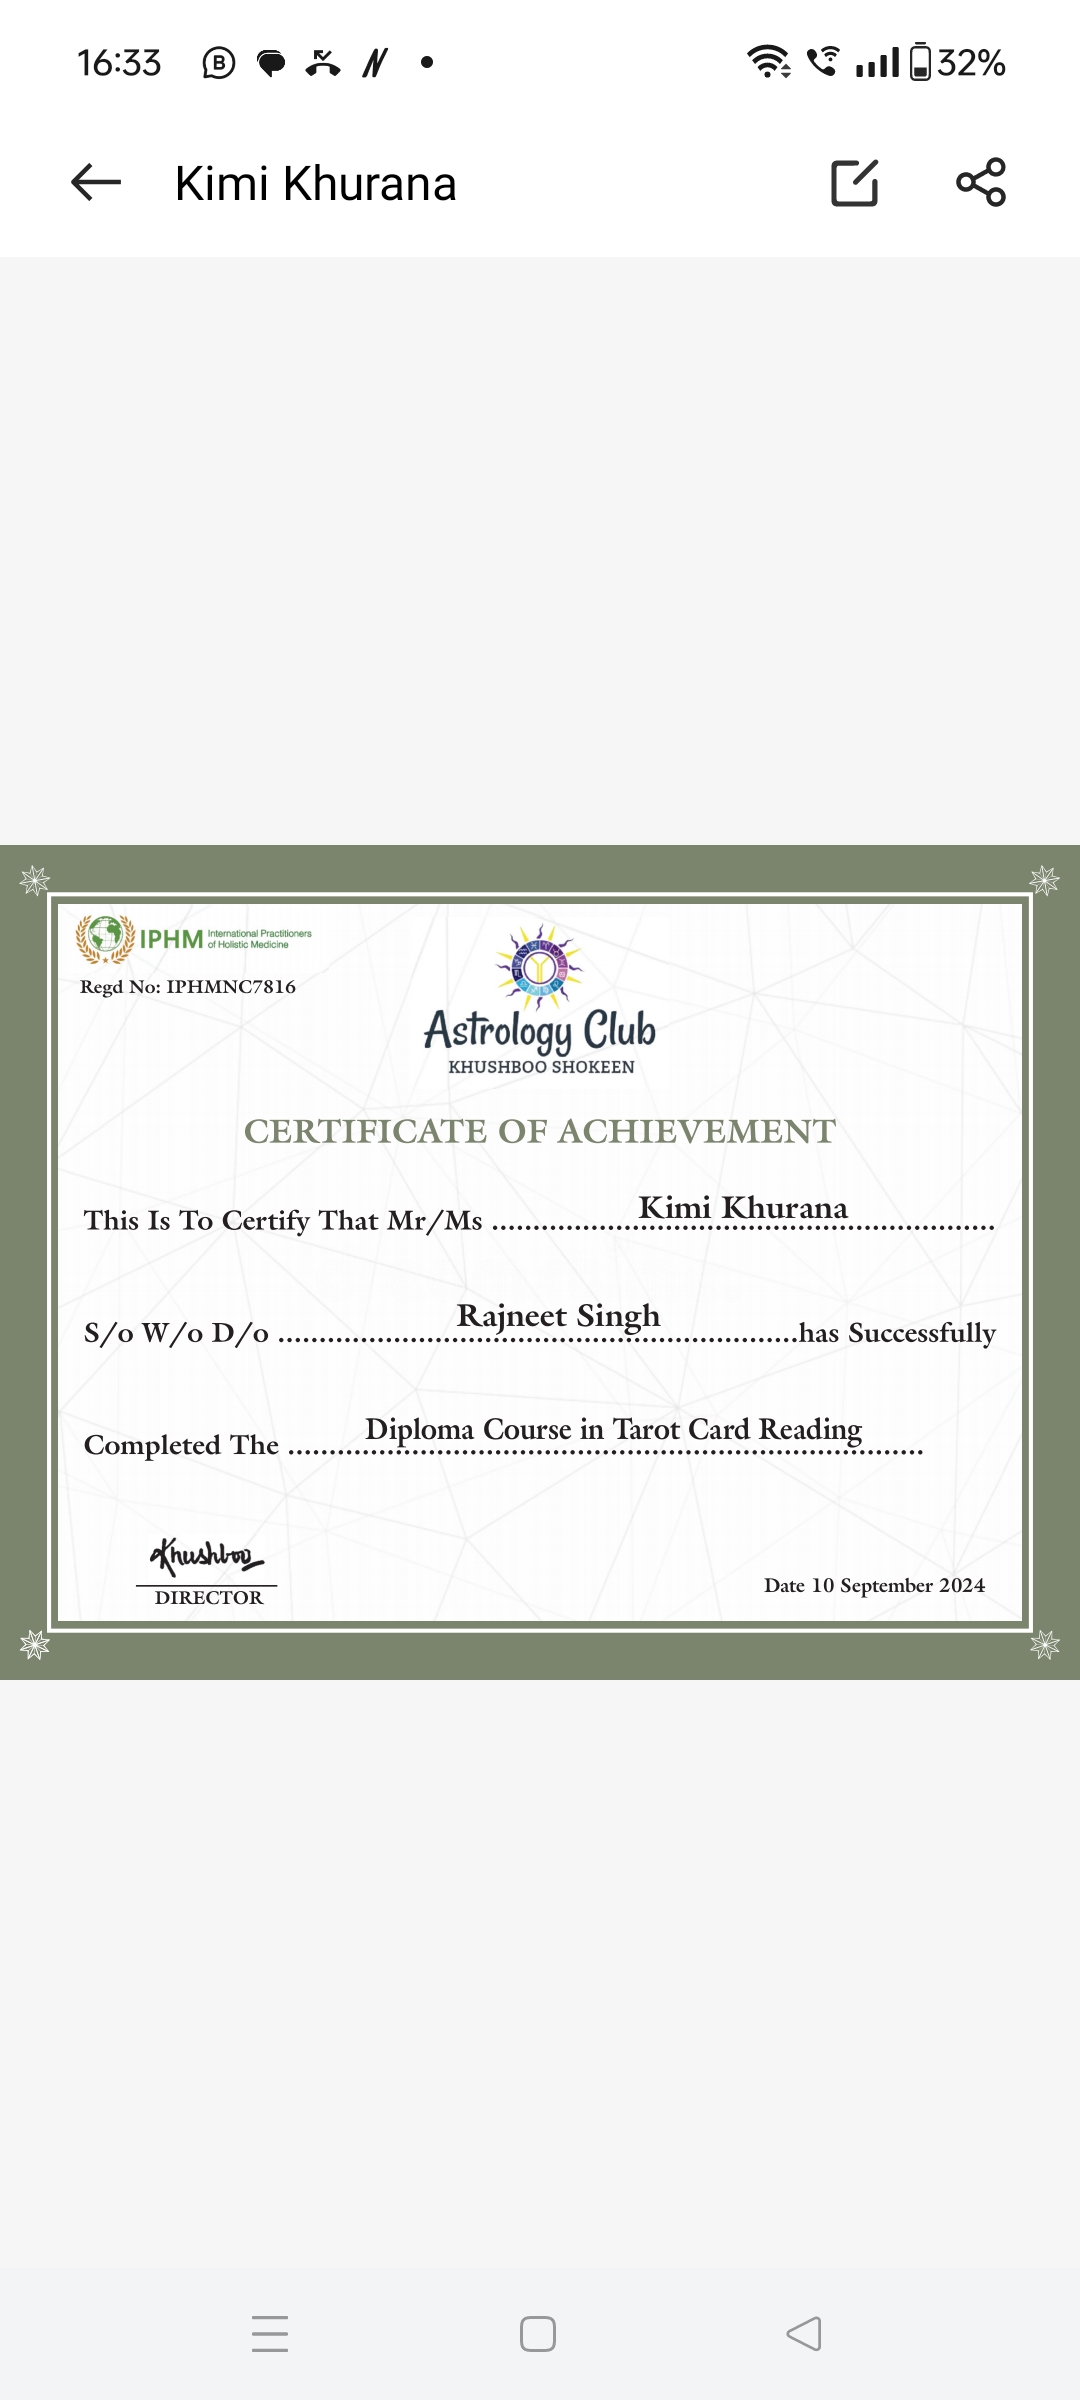 16:33
32%
Kimi Khurana
IPHM International Practitioners
of Holistic Medicine
Regd No: IPHMNC7816
Astrology Club
KHUSHBOO SHOKEEN
CERTIFICATE OF ACHIEVEMENT
This Is To Certify That Mr/Ms Kimi Khurana
S/o W/o D/o Rajneet Singh has Successfully
Completed The Diploma Course in Tarot Card Reading
Khushboo
DIRECTOR
Date 10 September 2024